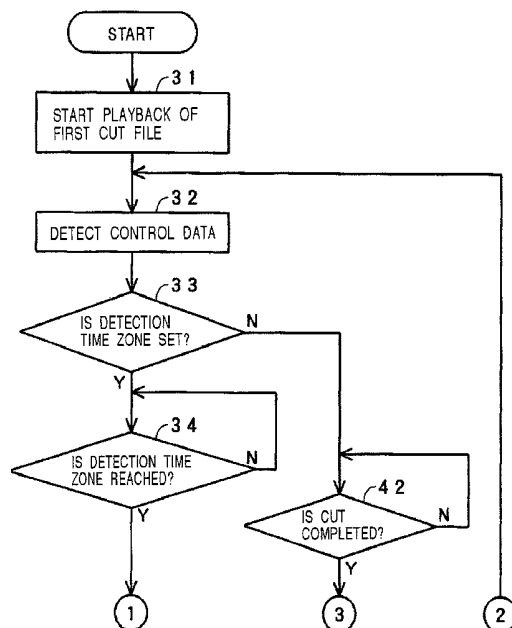 START
31
START PLAYBACK OF
FIRST CUT FILE
32
DETECT CONTROL DATA
33
IS DETECTION
TIME ZONE SET?
N
Y
34
IS DETECTION TIME
ZONE REACHED?
N
Y
42
IS CUT
COMPLETED?
N
Y
1
3
2